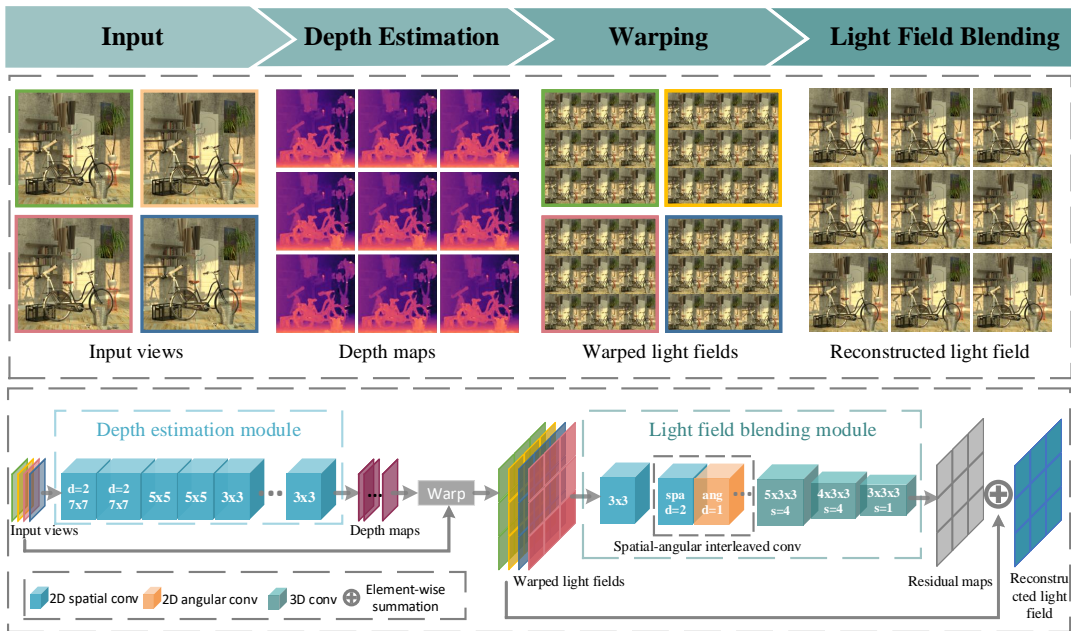 Input
Depth Estimation
Warping
Light Field Blending
Input views
Depth maps
Warped light fields
Reconstructed light field
Depth estimation module
Light field blending module
d=2
7x7
d=2
7x7
5x5
5x5
3x3
...
3x3
...
Warp
3x3
spa
d=2
ang
d=1
...
5x3x3
s=4
4x3x3
s=4
3x3x3
s=1
Input views
Depth maps
Spatial-angular interleaved conv
Warped light fields
Residual maps
Reconstru
cted light
field
2D spatial conv
2D angular conv
3D conv
Element-wise
summation